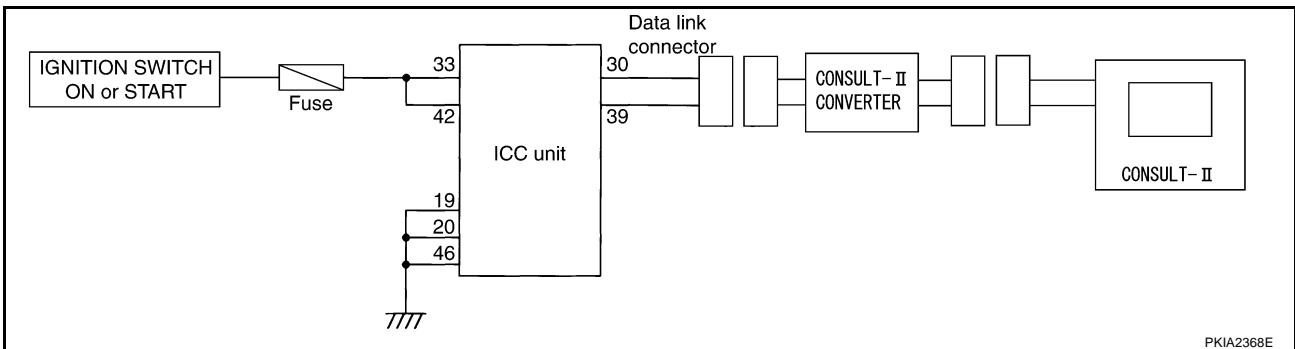 Data link
connector
IGNITION SWITCH
ON or START
Fuse
33
42
19
20
46
ICC unit
30
39
CONSULT-Ⅱ
CONVERTER
CONSULT-Ⅱ
PKIA2368E